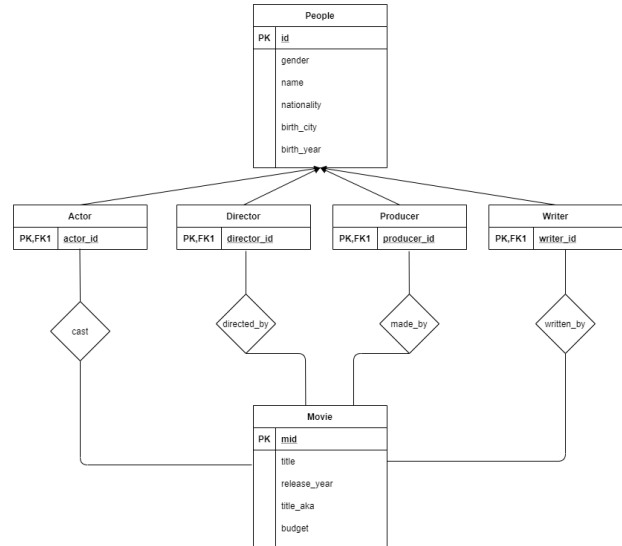 People
PK id
gender
name
nationality
birth_city
birth_year
Actor Director Producer Writer
PK,FK1 actor_id PK,FK1 director_id PK,FK1 producer_id PK,FK1 writer_id
cast directed_by made_by written_by
Movie
PK mid
title
release_year
title_aka
budget